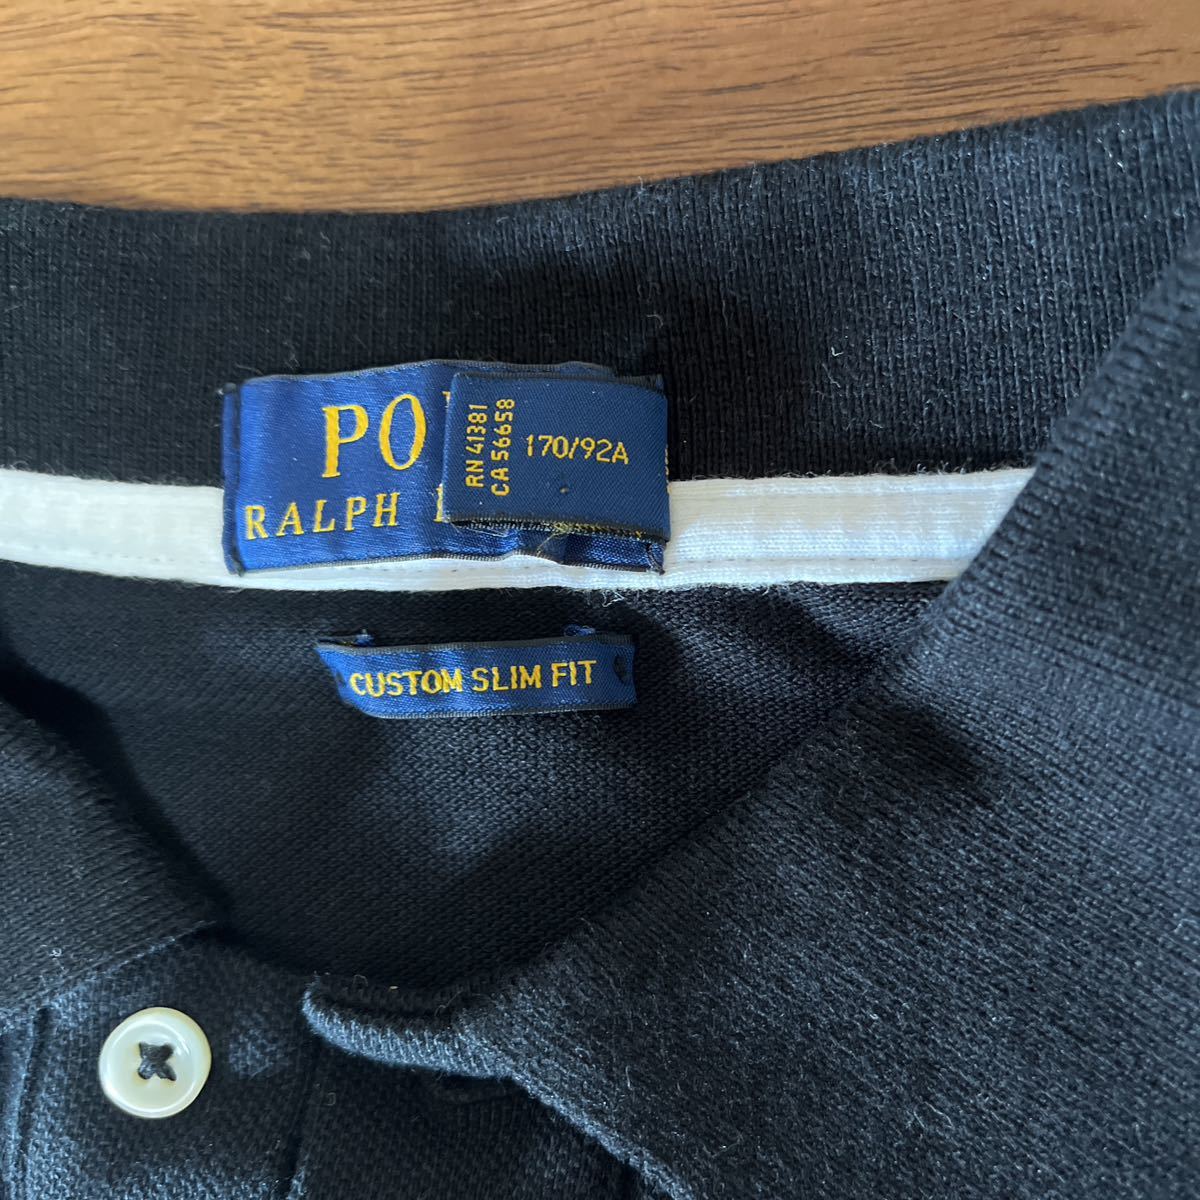 PO
RALPH
RN 41381
CA 56658
170/92A
CUSTOM SLIM FIT